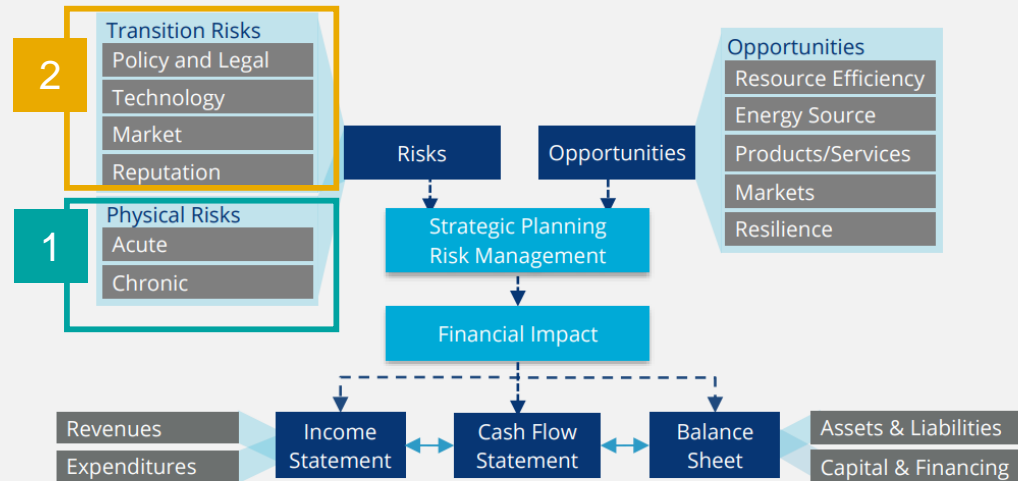 2
Transition Risks
Policy and Legal
Technology
Market
Reputation
1
Physical Risks
Acute
Chronic
Risks
Opportunities
Opportunities
Resource Efficiency
Energy Source
Products/Services
Markets
Resilience
Strategic Planning
Risk Management
Financial Impact
Revenues
Expenditures
Income
Statement
Cash Flow
Statement
Balance
Sheet
Assets & Liabilities
Capital & Financing